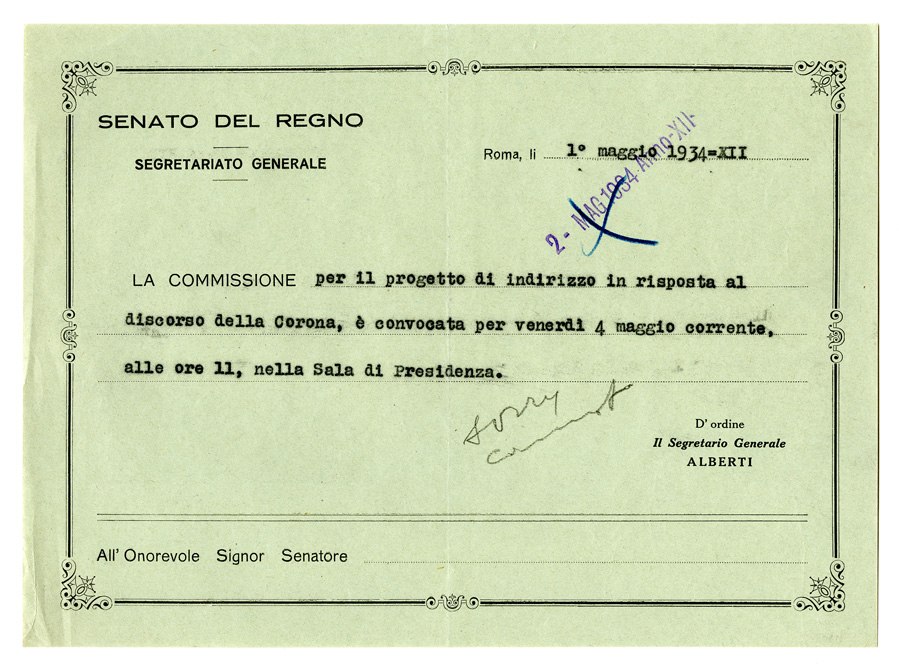 SENATO DEL REGNO
SEGRETARIATO GENERALE
Roma, li 1° maggio 1934=XII
2 - MAG. 1934 Anno XII
LA COMMISSIONE per il progetto di indirizzo in risposta al
discorso della Corona, è convocata per venerdì 4 maggio corrente,
alle ore 11, nella Sala di Presidenza.
sorry
cannot
D' ordine
Il Segretario Generale
ALBERTI
All' Onorevole Signor Senatore